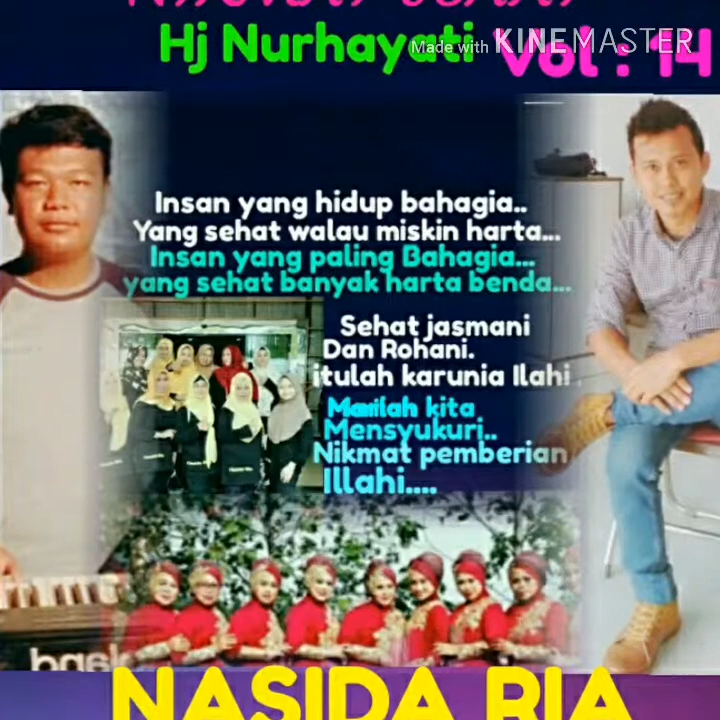 Hj Nurhayati
Made with KINEMASTER
Vol : 14
Insan yang hidup bahagia..
Yang sehat walau miskin harta...
Insan yang paling Bahagia...
yang sehat banyak harta benda...
Sehat jasmani
Dan Rohani.
itulah karunia Ilahi
Marilah kita
Mensyukuri..
Nikmat pemberian
Illahi....
NASIDA RIA